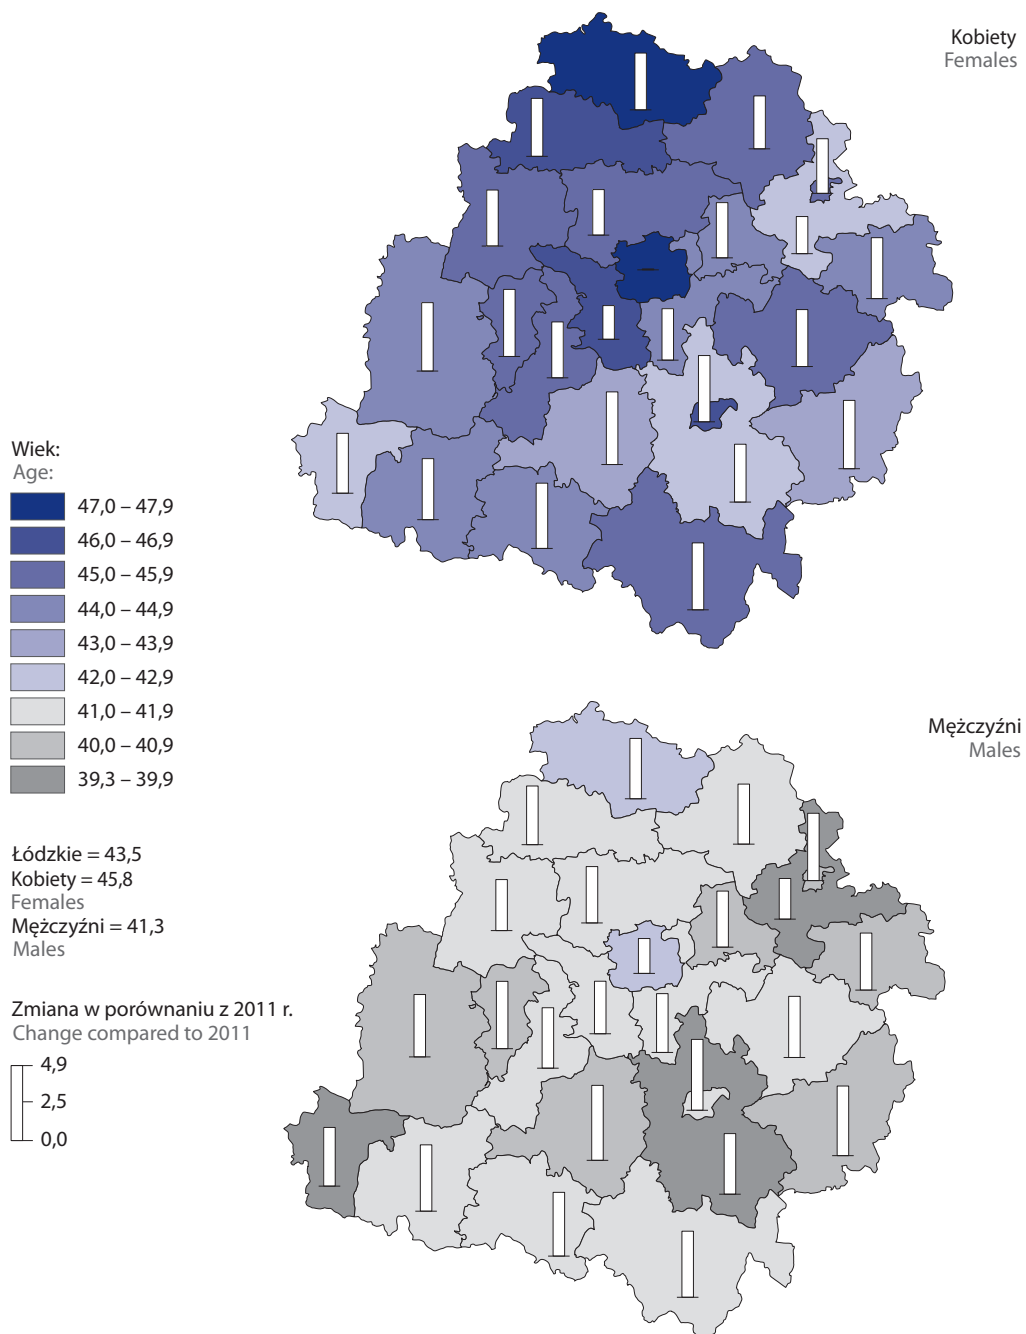 Kobiety
Females
Wiek:
Age:
47,0 – 47,9
46,0 – 46,9
45,0 – 45,9
44,0 – 44,9
43,0 – 43,9
42,0 – 42,9
41,0 – 41,9
40,0 – 40,9
39,3 – 39,9
Mężczyźni
Males
Łódzkie = 43,5
Kobiety = 45,8
Females
Mężczyźni = 41,3
Males
Zmiana w porównaniu z 2011 r.
Change compared to 2011
4,9
2,5
0,0